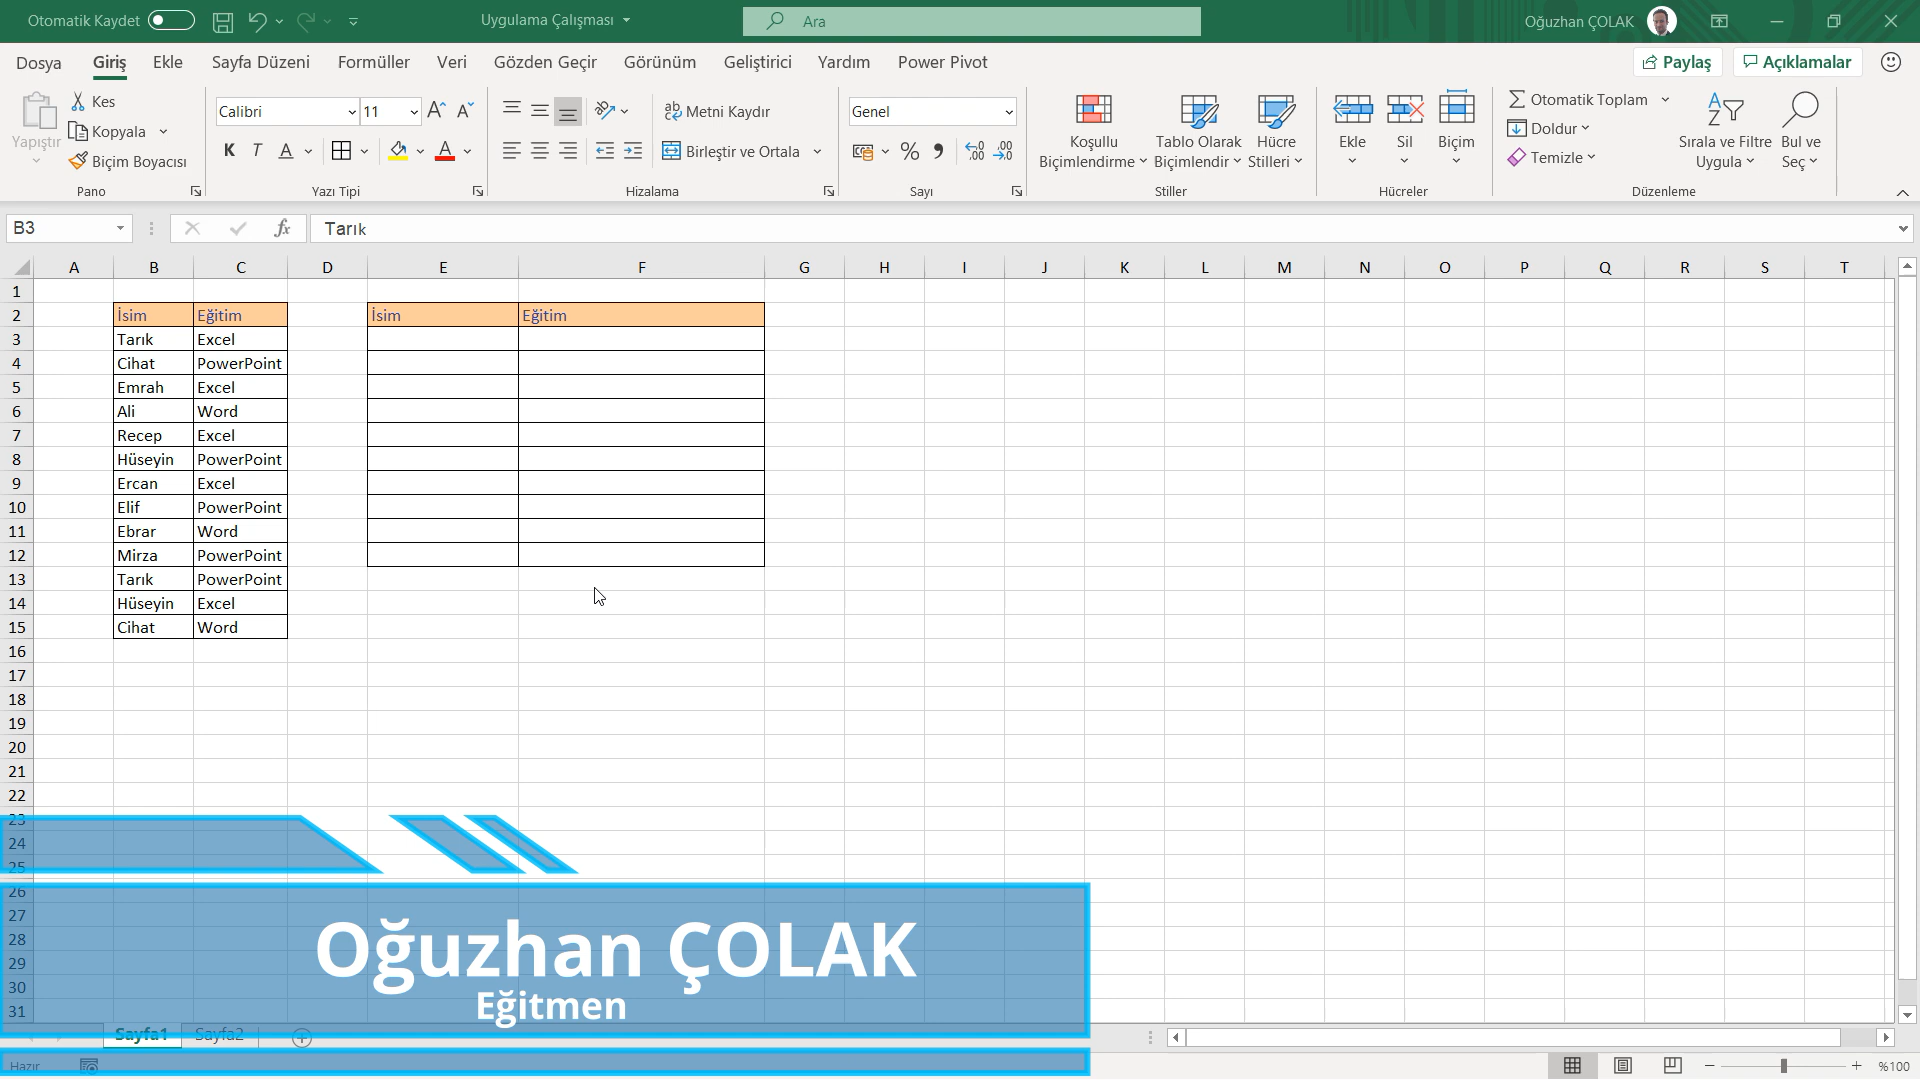 Otomatik Kaydet
Uygulama Çalışması
Ara
Oğuzhan ÇOLAK
Dosya Giriş Ekle Sayfa Düzeni Formüller Veri Gözden Geçir Görünüm Geliştirici Yardım Power Pivot Paylaş Açıklamalar
Yapıştır
Kes
Kopyala
Biçim Boyacısı
Pano
Calibri 11
K T A
Yazı Tipi
Metni Kaydır
Birleştir ve Ortala
Hizalama
Genel
Sayı
Koşullu Biçimlendirme
Tablo Olarak Biçimlendir
Hücre Stilleri
Stiller
Ekle Sil Biçim
Hücreler
Otomatik Toplam
Doldur
Temizle
Sırala ve Filtre Uygula
Bul ve Seç
Düzenleme
B3 fx Tarık
A B C D E F G H I J K L M N O P Q R S T
1
2 İsim Eğitim İsim Eğitim
3 Tarık Excel
4 Cihat PowerPoint
5 Emrah Excel
6 Ali Word
7 Recep Excel
8 Hüseyin PowerPoint
9 Ercan Excel
10 Elif PowerPoint
11 Ebrar Word
12 Mirza PowerPoint
13 Tarık PowerPoint
14 Hüseyin Excel
15 Cihat Word
16
17
18
19
20
21
22
23
24
25
26
27
28
29
30
31
Oğuzhan ÇOLAK
Eğitmen
Sayfa1 Sayfa2
Hazır
%100